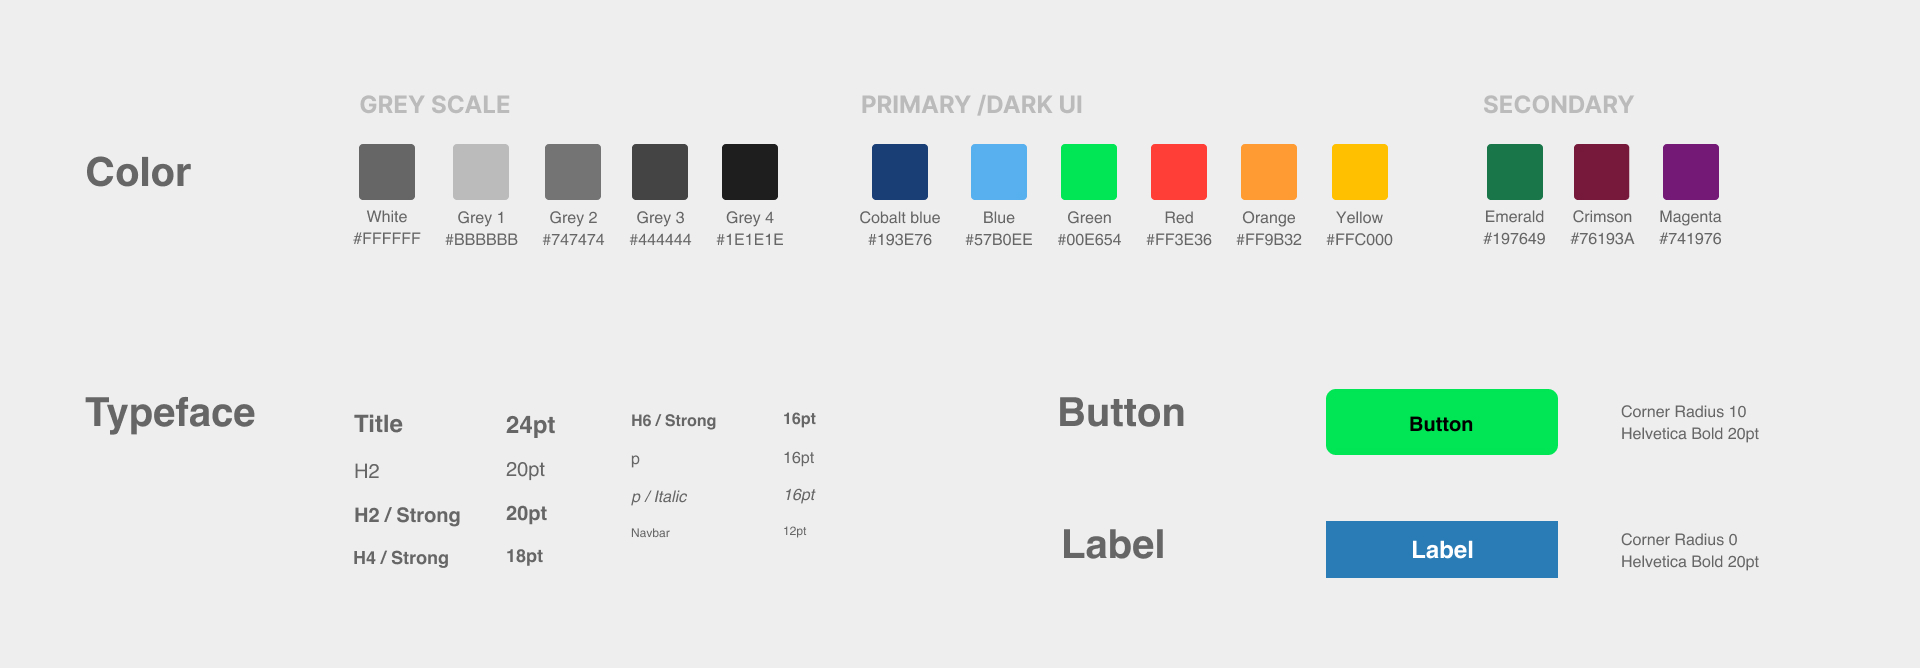 GREY SCALE
PRIMARY /DARK UI
SECONDARY
Color
White
#FFFFFF
Grey 1
#BBBBBB
Grey 2
#747474
Grey 3
#444444
Grey 4
#1E1E1E
Cobalt blue
#193E76
Blue
#57B0EE
Green
#00E654
Red
#FF3E36
Orange
#FF9B32
Yellow
#FFC000
Emerald
#197649
Crimson
#76193A
Magenta
#741976
Typeface
Title 24pt
H2 20pt
H2 / Strong 20pt
H4 / Strong 18pt
H6 / Strong 16pt
p 16pt
p / Italic 16pt
Navbar 12pt
Button
Button
Corner Radius 10
Helvetica Bold 20pt
Label
Label
Corner Radius 0
Helvetica Bold 20pt